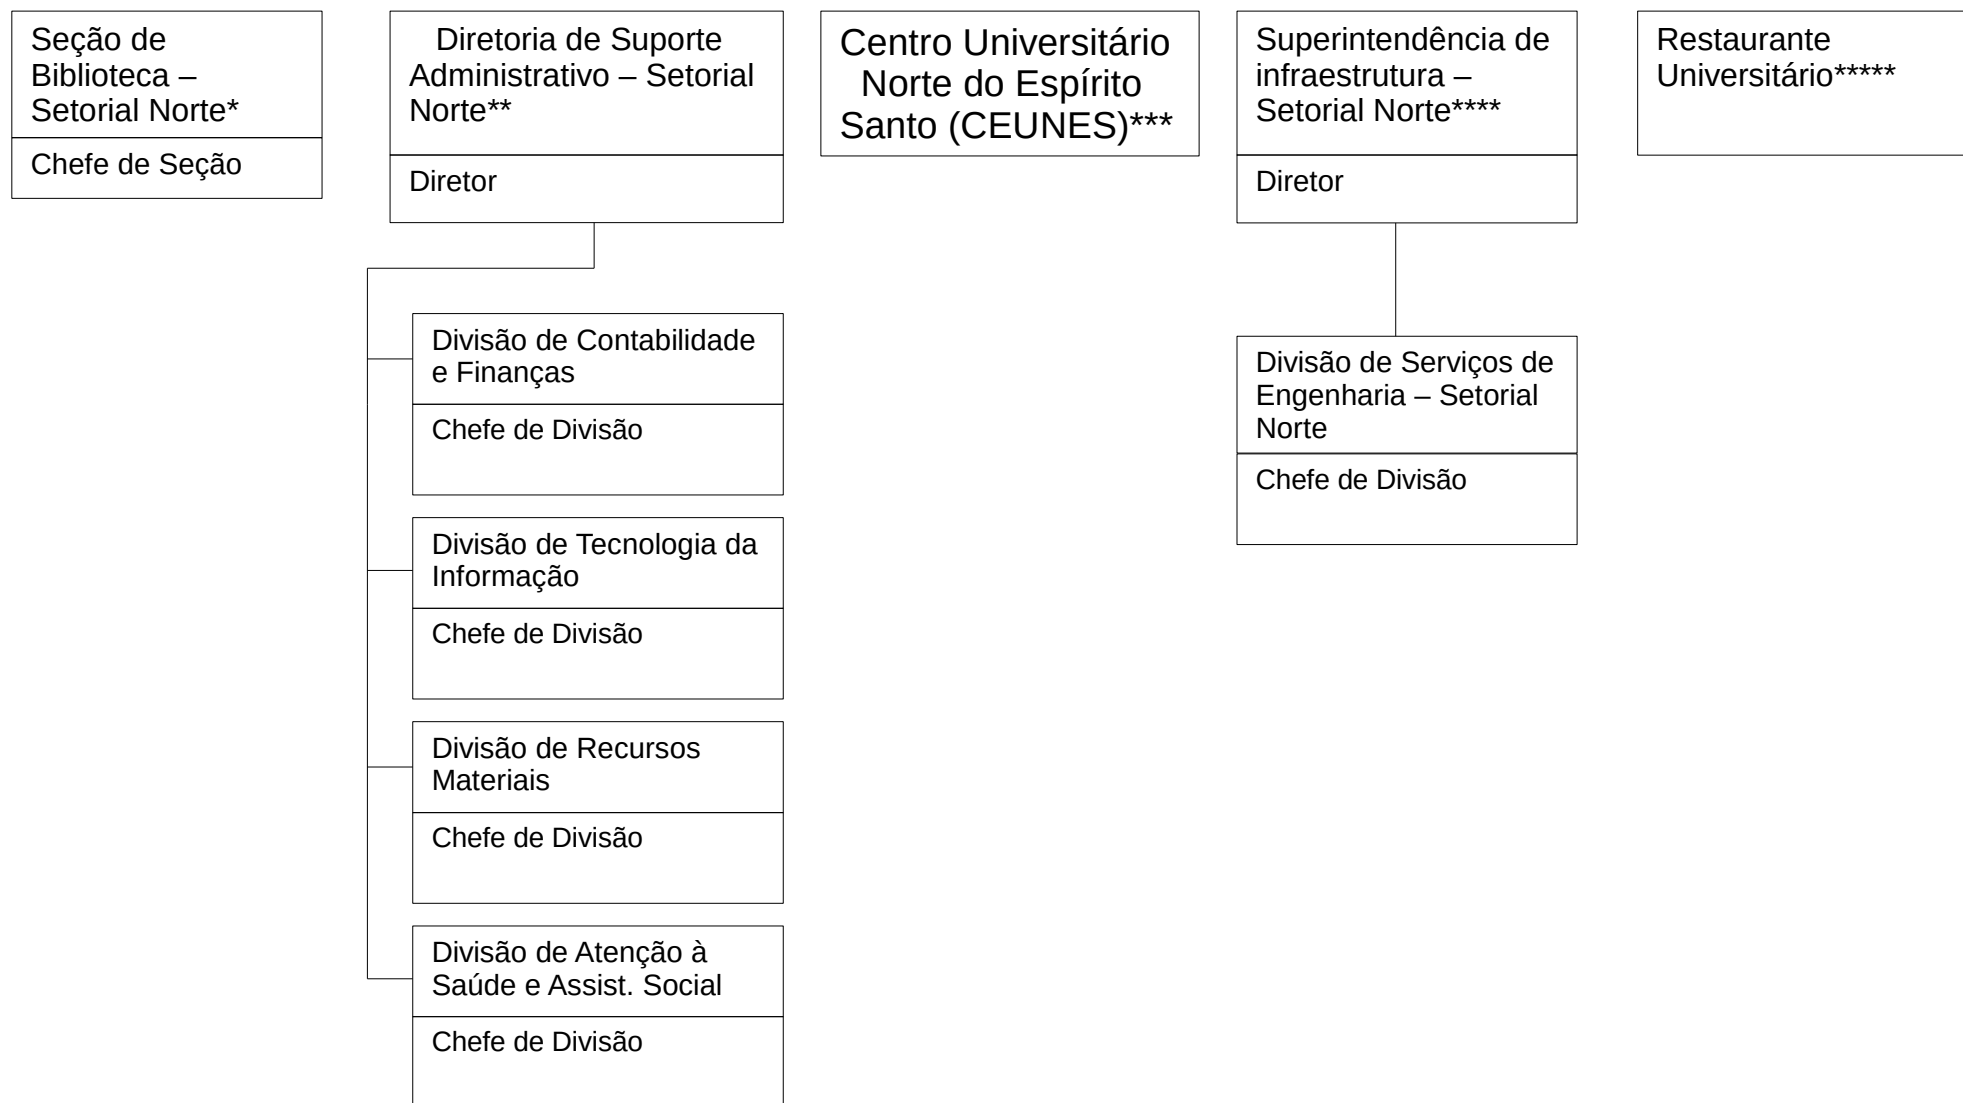 Seção de
Biblioteca –
Setorial Norte*
Chefe de Seção
Diretoria de Suporte
Administrativo – Setorial
Norte**
Diretor
Centro Universitário
Norte do Espírito
Santo (CEUNES)***
Superintendência de
infraestrutura –
Setorial Norte****
Diretor
Restaurante
Universitário*****
Divisão de Contabilidade
e Finanças
Chefe de Divisão
Divisão de Tecnologia da
Informação
Chefe de Divisão
Divisão de Recursos
Materiais
Chefe de Divisão
Divisão de Atenção à
Saúde e Assist. Social
Chefe de Divisão
Divisão de Serviços de
Engenharia – Setorial
Norte
Chefe de Divisão